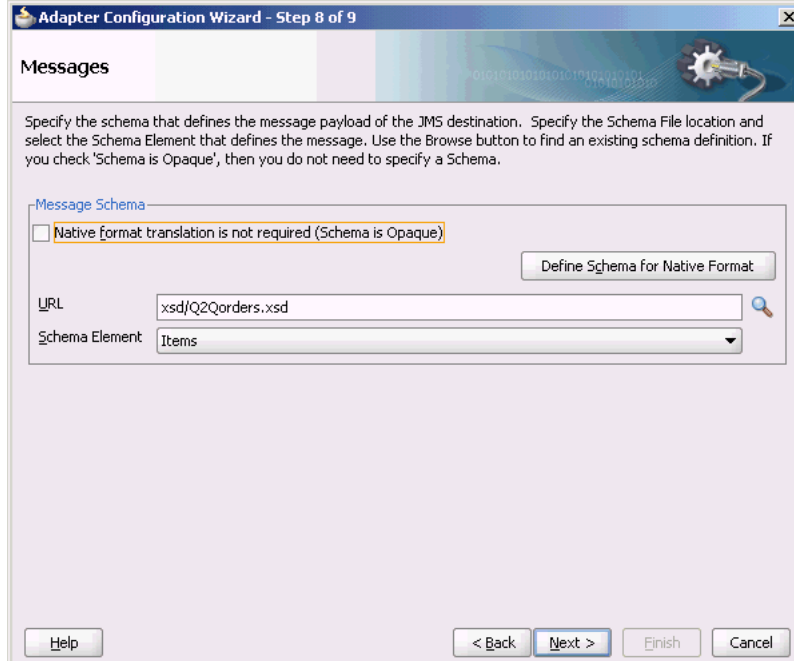 Adapter Configuration Wizard - Step 8 of 9
Messages
Specify the schema that defines the message payload of the JMS destination.  Specify the Schema File location and
select the Schema Element that defines the message. Use the Browse button to find an existing schema definition. If
you check 'Schema is Opaque', then you do not need to specify a Schema.
Message Schema
Native format translation is not required (Schema is Opaque)
Define Schema for Native Format
URL xsd/Q2Qorders.xsd
Schema Element Items
Help < Back Next > Finish Cancel